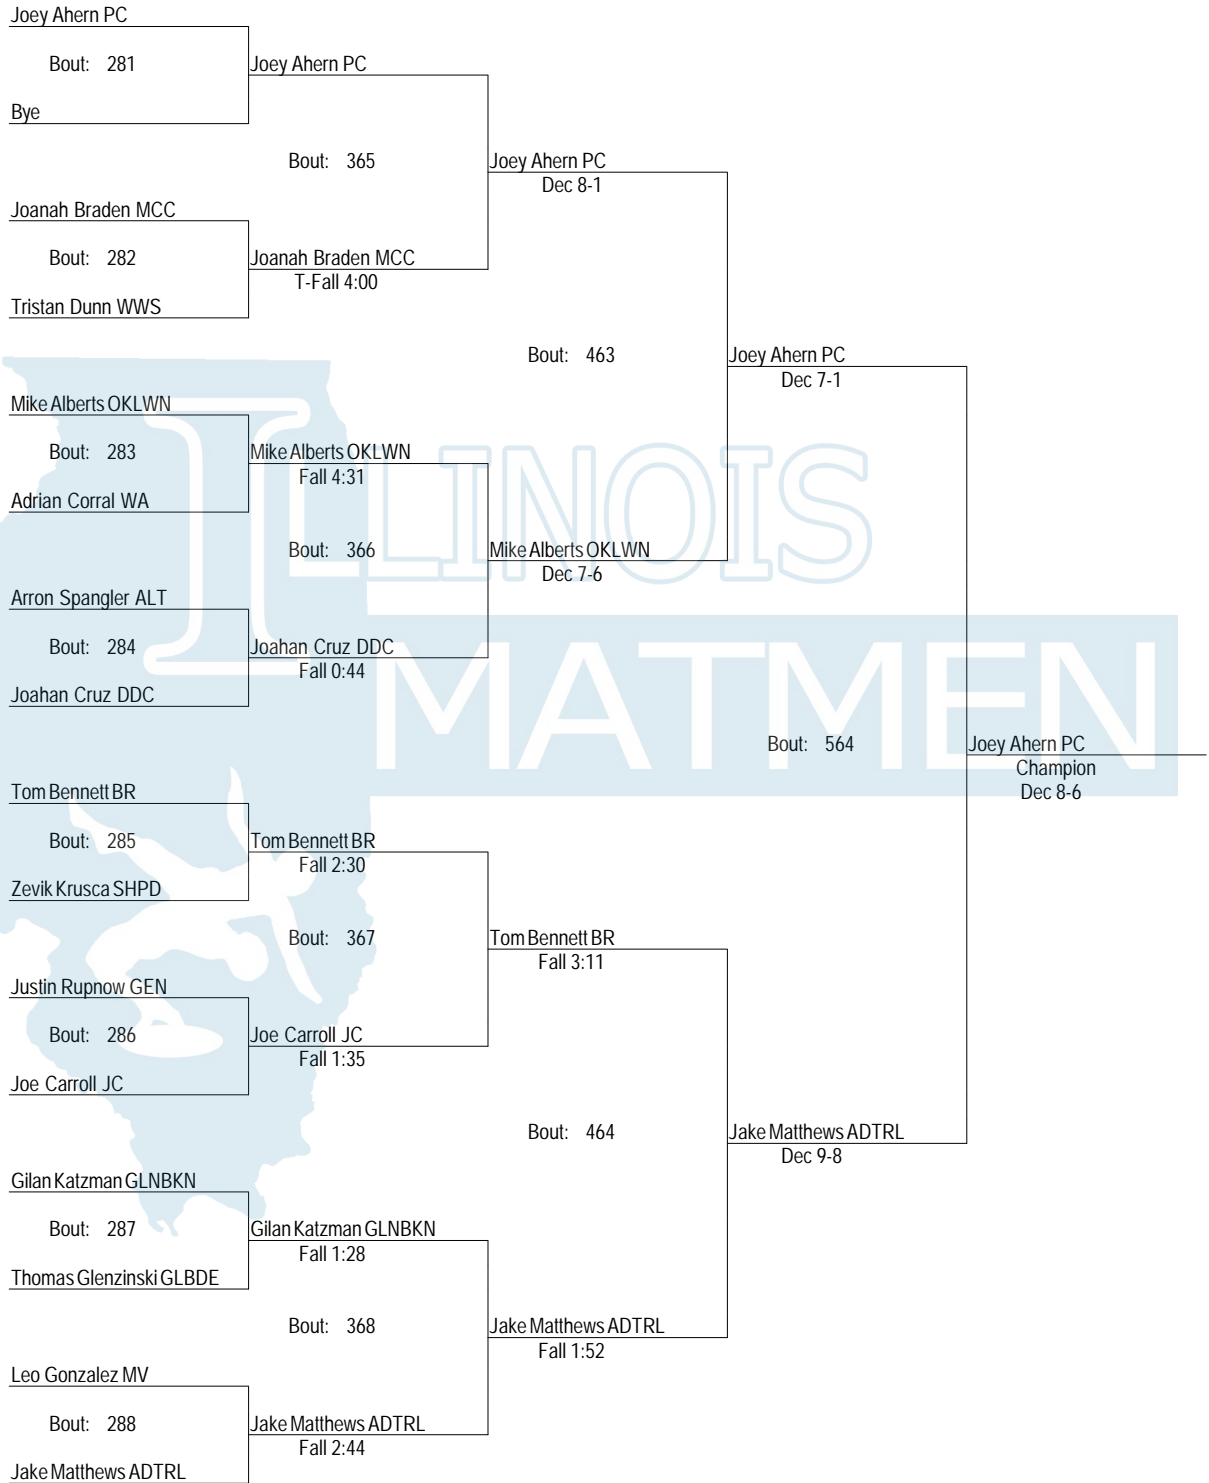 Joey Ahern PC
Bout: 281
Joey Ahern PC
Bye
Bout: 365
Joey Ahern PC
Dec 8-1
Joanah Braden MCC
Bout: 282
Joanah Braden MCC
T-Fall 4:00
Tristan Dunn WWS
Bout: 463
Joey Ahern PC
Dec 7-1
Mike Alberts OKLWN
Bout: 283
Mike Alberts OKLWN
Fall 4:31
Adrian Corral WA
Bout: 366
Mike Alberts OKLWN
Dec 7-6
Arron Spangler ALT
Bout: 284
Joahan Cruz DDC
Fall 0:44
Joahan Cruz DDC
ILLINOIS
MATMEN
Bout: 564
Joey Ahern PC
Champion
Dec 8-6
Tom Bennett BR
Bout: 285
Tom Bennett BR
Fall 2:30
Zevik Krusca SHPD
Bout: 367
Tom Bennett BR
Fall 3:11
Justin Rupnow GEN
Bout: 286
Joe Carroll JC
Fall 1:35
Joe Carroll JC
Bout: 464
Jake Matthews ADTRL
Dec 9-8
Gilan Katzman GLNBKN
Bout: 287
Gilan Katzman GLNBKN
Fall 1:28
Thomas Glenzinski GLBDE
Bout: 368
Jake Matthews ADTRL
Fall 1:52
Leo Gonzalez MV
Bout: 288
Jake Matthews ADTRL
Fall 2:44
Jake Matthews ADTRL